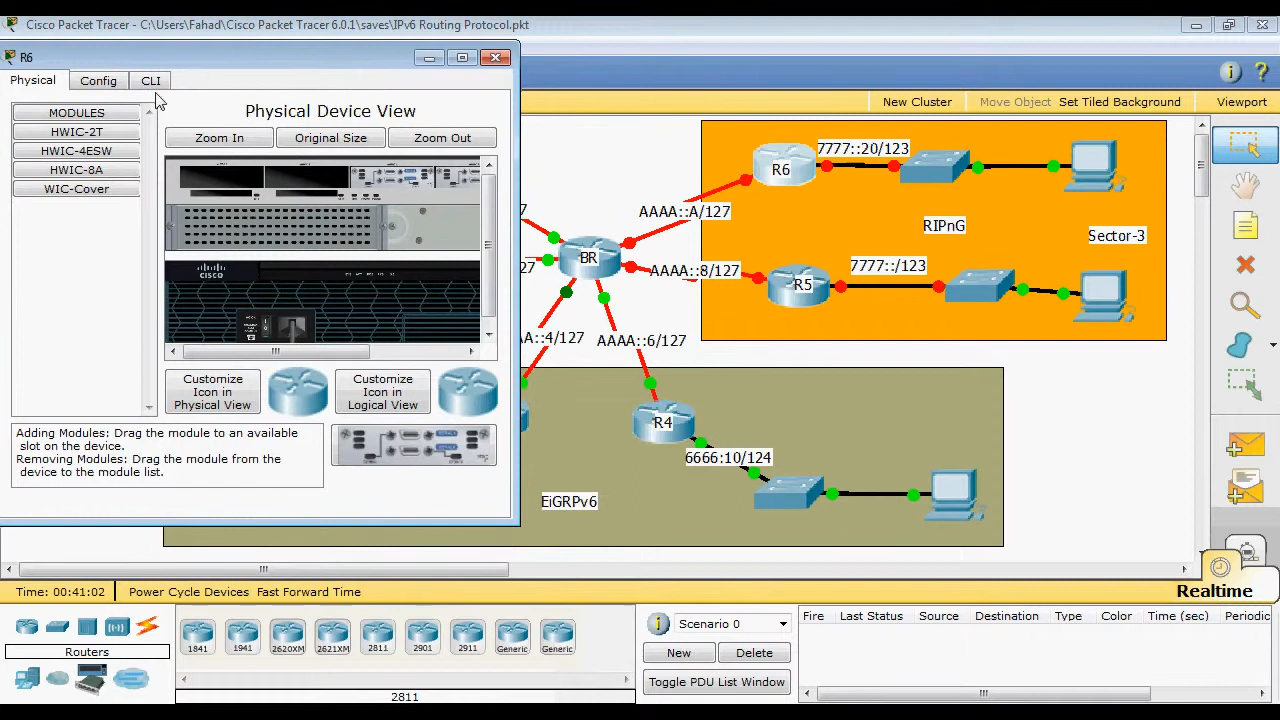 Cisco Packet Tracer - C:\Users\Fahad\Cisco Packet Tracer 6.0.1\saves\IPv6 Routing Protocol.pkt
R6
Physical
Config
CLI
New Cluster
Move Object
Set Tiled Background
Viewport
MODULES
HWIC-2T
HWIC-4ESW
HWIC-8A
WIC-Cover
Physical Device View
Zoom In
Original Size
Zoom Out
CISCO
Customize
Icon in
Physical View
Customize
Icon in
Logical View
Adding Modules: Drag the module to an available
slot on the device.
Removing Modules: Drag the module from the
device to the module list.
R6
7777::20/123
AAAA::A/127
RIPnG
Sector-3
7
BR
27
AAAA::8/127
R5
7777::/123
A::4/127
AAAA::6/127
R4
6666:10/124
EiGRPv6
Time: 00:41:02
Power Cycle Devices
Fast Forward Time
Realtime
Routers
1841
1941
2620XM
2621XM
2811
2901
2911
Generic
Generic
2811
Scenario 0
New
Delete
Toggle PDU List Window
Fire
Last Status
Source
Destination
Type
Color
Time (sec)
Periodic